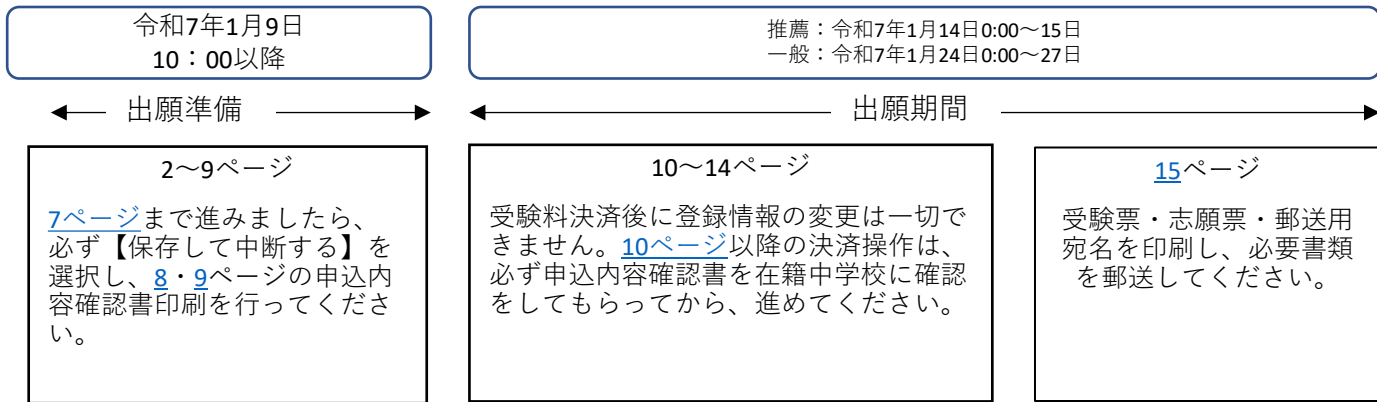 令和7年1月9日
10：00以降
推薦：令和7年1月14日0:00～15日
一般：令和7年1月24日0:00～27日
出願準備
出願期間
2～9ページ
7ページまで進みましたら、
必ず【保存して中断する】を
選択し、8・9ページの申込内
容確認書印刷を行ってくださ
い。
10～14ページ
受験料決済後に登録情報の変更は一切で
きません。10ページ以降の決済操作は、
必ず申込内容確認書を在籍中学校に確認
をしてもらってから、進めてください。
15ページ
受験票・志願票・郵送用
宛名を印刷し、必要書類
を郵送してください。